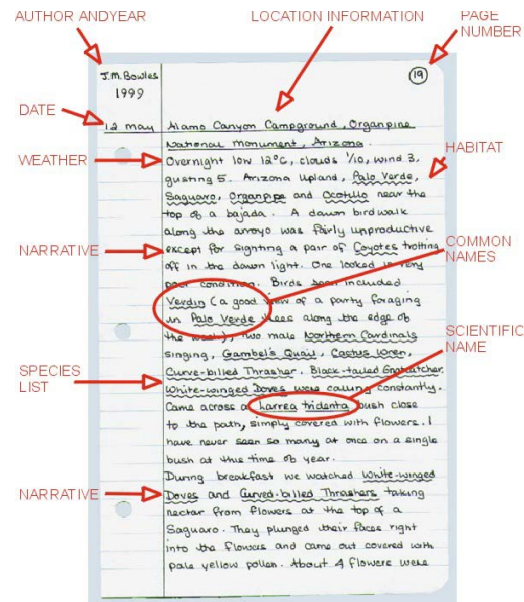 AUTHOR ANDYEAR
LOCATION INFORMATION
PAGE
NUMBER
J.M. Bowles
1999
19
DATE
12 May Alamo Canyon Campground, Organpipe
National Monument, Arizona.
WEATHER
Overnight low 12°C, clouds 1/10, wind 3,
HABITAT
gusting 5. Arizona Upland, Palo Verde,
Saguaro, Organpipe and Ocotillo near the
top of a bajada. A dawn birdwalk
along the arroyo was fairly unproductive
NARRATIVE
except for sighting a pair of Coyotes trotting
COMMON
NAMES
off in the dawn light. One looked in very
poor condition. Birds seen included
Verdin (a good view of a party foraging
in Palo Verde trees along the edge of
the wash), two male Northern Cardinals
SCIENTIFIC
NAME
singing, Gambel's Quail, Cactus Wren,
SPECIES
LIST
Curve-billed Thrasher. Black-tailed Gnatcatcher.
White-winged Doves were calling constantly.
Came across a Larrea tridenta bush close
to the path, simply covered with flowers. I
have never seen so many at once on a single
bush at this time of year.
During breakfast we watched White-winged
NARRATIVE
Doves and Curved-billed Thrashers taking
nectar from flowers at the top of a
Saguaro. They plunged their faces right
into the flowers and came out covered with
pale yellow pollen. About 4 flowers were